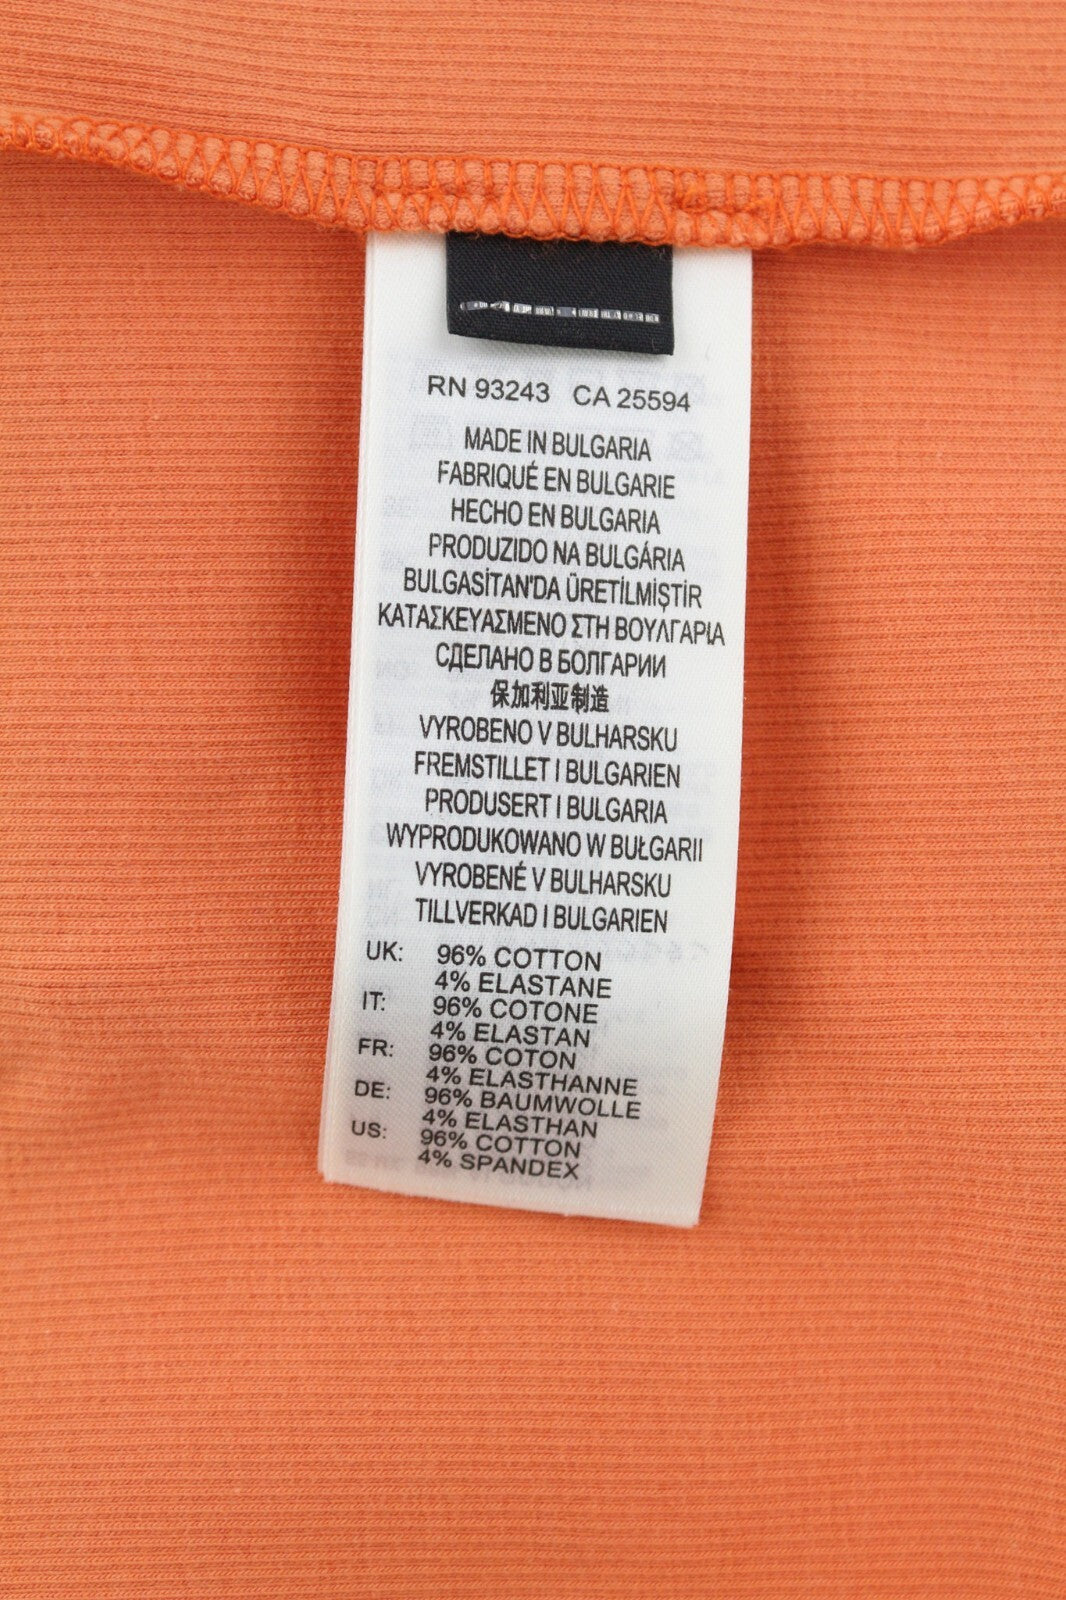 RN 93243 CA 25594
MADE IN BULGARIA
FABRIQUÉ EN BULGARIE
HECHO EN BULGARIA
PRODUZIDO NA BULGÁRIA
BULGASİTAN'DA ÜRETİLMİŞTİR
ΚΑΤΑΣΚΕΥΑΣΜΕΝΟ ΣΤΗ ΒΟΥΛΓΑΡΙΑ
СДЕЛАНО В БОЛГАРИИ
保加利亚制造
VYROBENO V BULHARSKU
FREMSTILLET I BULGARIEN
PRODUSERT I BULGARIA
WYPRODUKOWANO W BUŁGARII
VYROBENÉ V BULHARSKU
TILLVERKAD I BULGARIEN
UK: 96% COTTON
4% ELASTANE
IT: 96% COTONE
4% ELASTAN
FR: 96% COTON
4% ELASTHANNE
DE: 96% BAUMWOLLE
4% ELASTHAN
US: 96% COTTON
4% SPANDEX